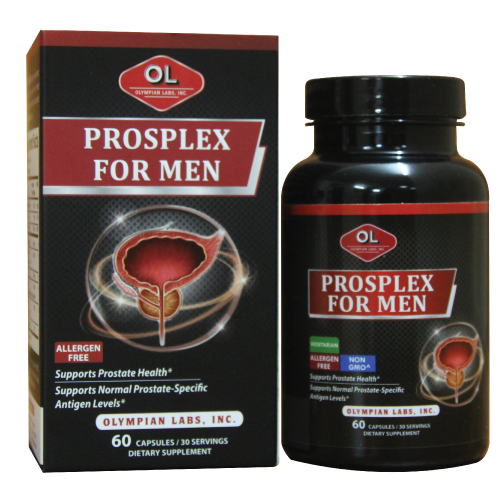 OL
OLYMPIAN LABS, INC.
PROSPLEX
FOR MEN
ALLERGEN
FREE
Supports Prostate Health*
Supports Normal Prostate-Specific
Antigen Levels*
OLYMPIAN LABS, INC.
60 CAPSULES / 30 SERVINGS
DIETARY SUPPLEMENT
OL
OLYMPIAN LABS, INC.
PROSPLEX
FOR MEN
VEGETARIAN
ALLERGEN
FREE
NON
GMO^
Supports Prostate Health*
Supports Normal Prostate-Specific
Antigen Levels*
OLYMPIAN LABS, INC.
60 CAPSULES / 30 SERVINGS
DIETARY SUPPLEMENT